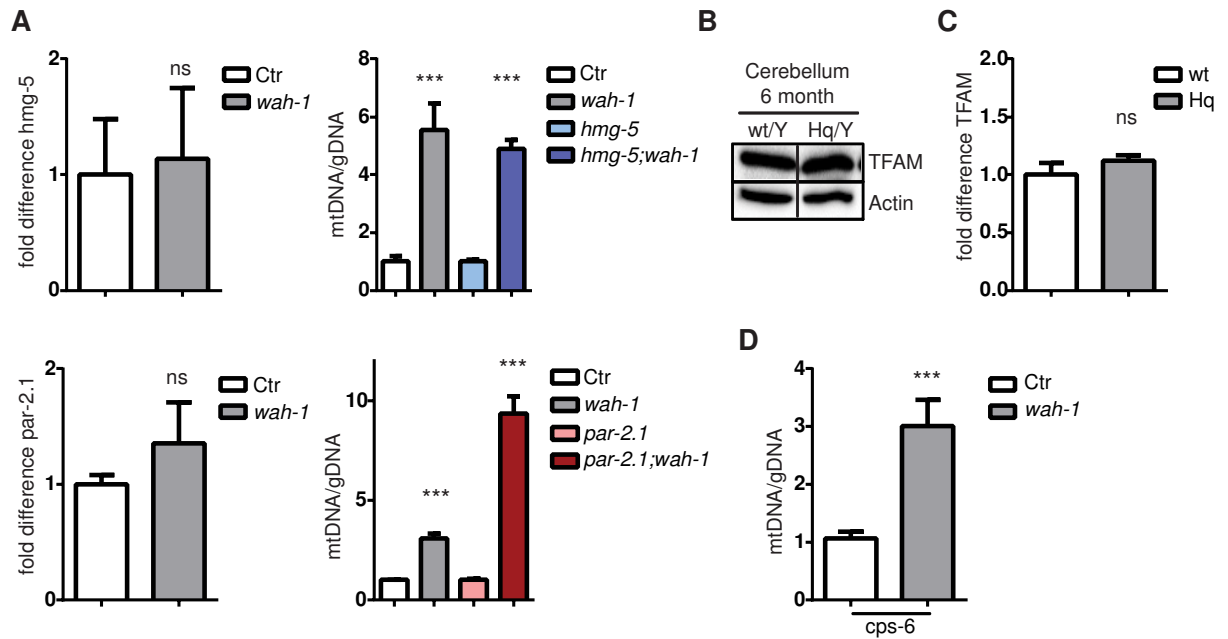 A
fold difference hmg-5
2
1
0
ns
Ctr
wah-1
mtDNA/gDNA
8
6
4
2
0
***
***
Ctr
wah-1
hmg-5
hmg-5;wah-1
B
Cerebellum
6 month
wt/Y Hq/Y
TFAM
Actin
C
fold difference TFAM
2.0
1.5
1.0
0.5
0.0
ns
wt
Hq
fold difference par-2.1
2
1
0
ns
Ctr
wah-1
mtDNA/gDNA
10
5
0
***
***
Ctr
wah-1
par-2.1
par-2.1;wah-1
D
mtDNA/gDNA
4
3
2
1
0
***
Ctr
wah-1
cps-6